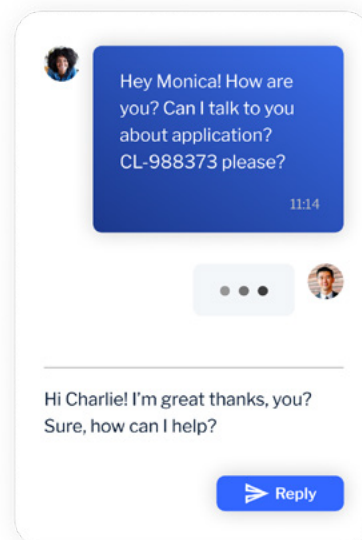 Hey Monica! How are
you? Can I talk to you
about application?
CL-988373 please?
11:14
Hi Charlie! I'm great thanks, you?
Sure, how can I help?
Reply